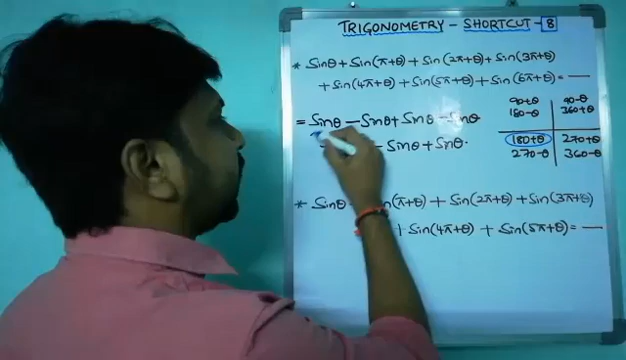 TRIGONOMETRY - SHORTCUT - 8
* Sinθ + Sin(π+θ) + Sin(2π+θ) + Sin(3π+θ)
+ Sin(4π+θ) + Sin(5π+θ) + Sin(6π+θ) = —
90+θ 90-θ
180-θ 360+θ
= Sinθ - Sinθ + Sinθ - Sinθ
180+θ 270+θ
- Sinθ + Sinθ.
270-θ 360-θ
* Sinθ in(π+θ) + Sin(2π+θ) + Sin(3π+θ)
+ Sin(4π+θ) + Sin(5π+θ) = —